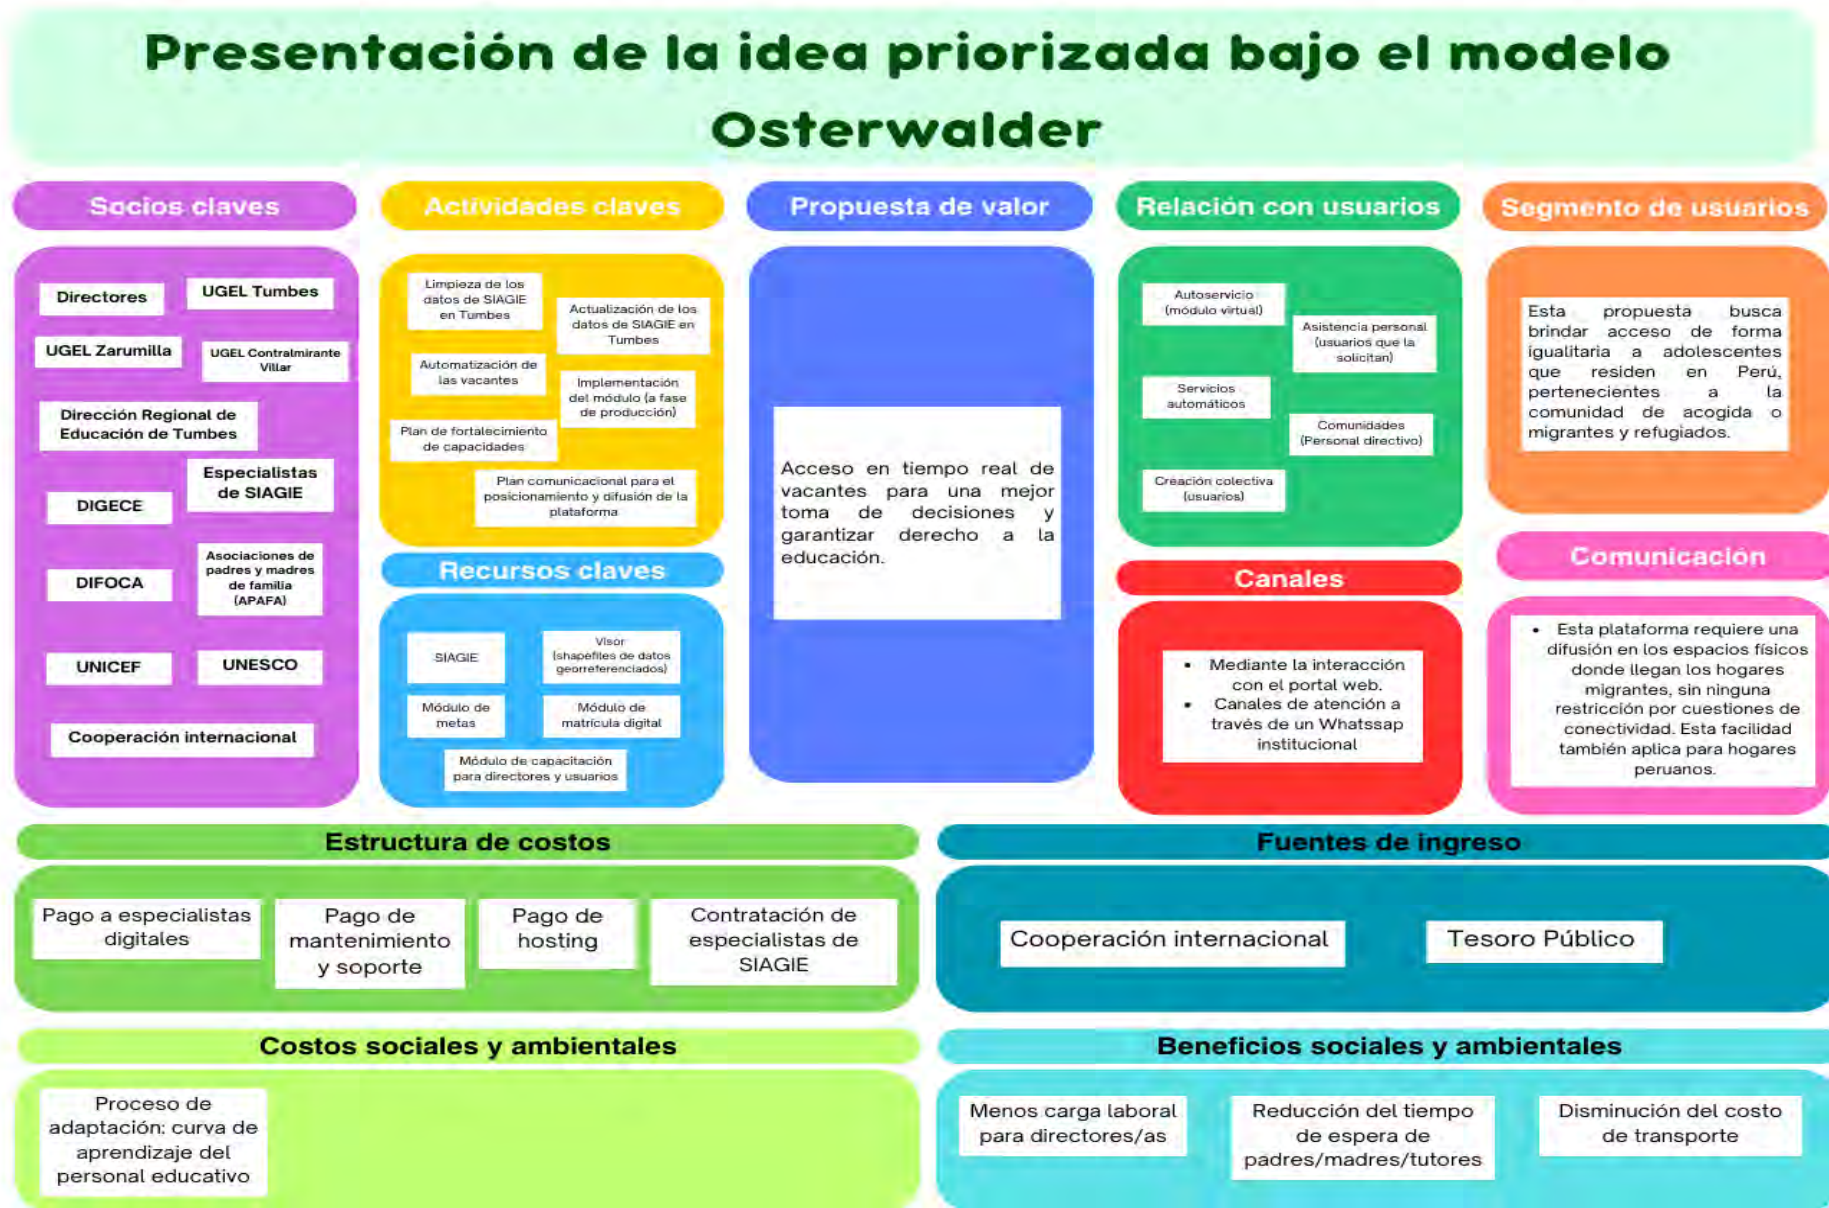 Presentación de la idea priorizada bajo el modelo
Osterwalder
Socios claves
Directores
UGEL Tumbes
UGEL Zarumilla
UGEL Contralmirante
Villar
Dirección Regional de
Educación de Tumbes
Especialistas
de SIAGIE
DIGECE
Asociaciones de
padres y madres
de familia
(APAFA)
DIFOCA
UNICEF
UNESCO
Cooperación internacional
Actividades claves
Limpieza de los
datos de SIAGIE
en Tumbes
Actualización de los
datos de SIAGIE en
Tumbes
Automatización de
las vacantes
Implementación
del módulo (a fase
de producción)
Plan de fortalecimiento
de capacidades
Plan comunicacional para el
posicionamiento y difusión de la
plataforma
Recursos claves
SIAGIE
Visor
(shapefiles de datos
georreferenciados)
Módulo de
metas
Módulo de
matrícula digital
Módulo de capacitación
para directores y usuarios
Propuesta de valor
Acceso en tiempo real de
vacantes para una mejor
toma de decisiones y
garantizar derecho a la
educación.
Relación con usuarios
Autoservicio
(módulo virtual)
Asistencia personal
(usuarios que la
solicitan)
Servicios
automáticos
Comunidades
(Personal directivo)
Creación colectiva
(usuarios)
Canales
• Mediante la interacción
con el portal web.
• Canales de atención a
través de un Whatssap
institucional
Segmento de usuarios
Esta propuesta busca
brindar acceso de forma
igualitaria a adolescentes
que residen en Perú,
pertenecientes a la
comunidad de acogida o
migrantes y refugiados.
Comunicación
• Esta plataforma requiere una
difusión en los espacios físicos
donde llegan los hogares
migrantes, sin ninguna
restricción por cuestiones de
conectividad. Esta facilidad
también aplica para hogares
peruanos.
Estructura de costos
Pago a especialistas
digitales
Pago de
mantenimiento
y soporte
Pago de
hosting
Contratación de
especialistas de
SIAGIE
Fuentes de ingreso
Cooperación internacional
Tesoro Público
Costos sociales y ambientales
Proceso de
adaptación: curva de
aprendizaje del
personal educativo
Beneficios sociales y ambientales
Menos carga laboral
para directores/as
Reducción del tiempo
de espera de
padres/madres/tutores
Disminución del costo
de transporte